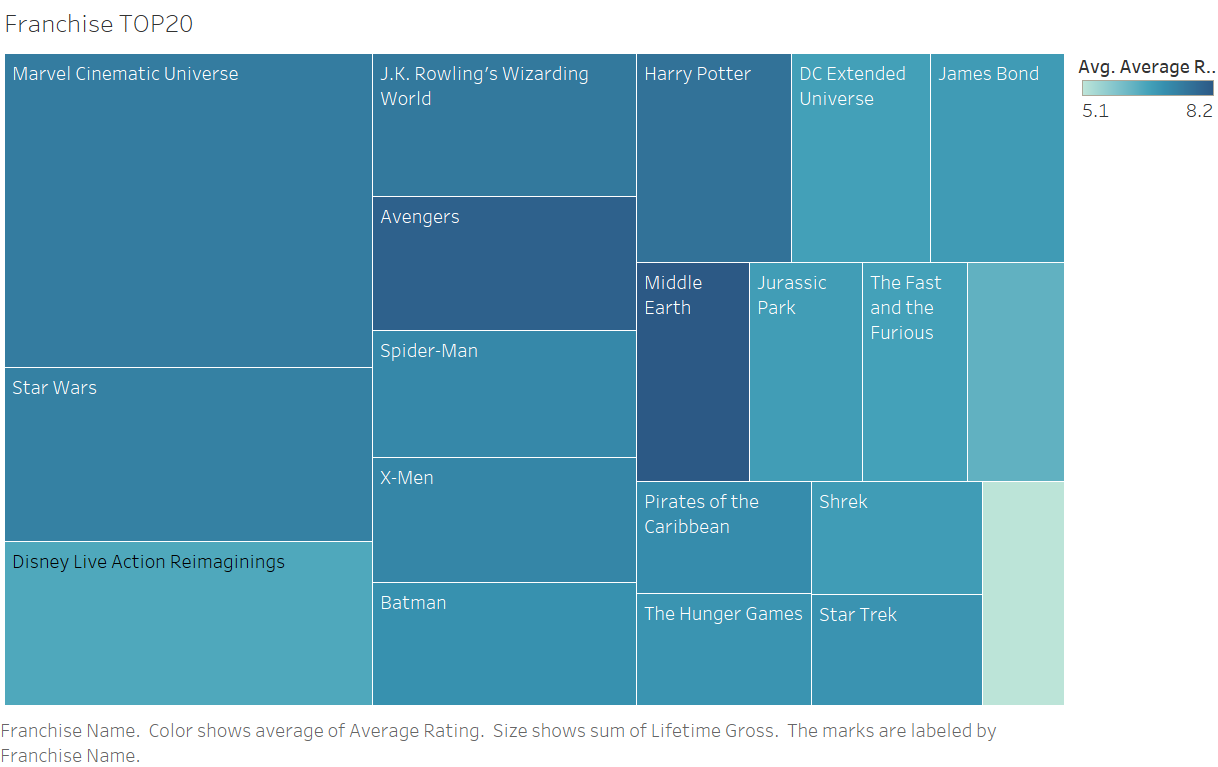 Franchise TOP20
Marvel Cinematic Universe
Star Wars
Disney Live Action Reimaginings
J.K. Rowling’s Wizarding
World
Avengers
Spider-Man
X-Men
Batman
Harry Potter
DC Extended
Universe
James Bond
Middle
Earth
Jurassic
Park
The Fast
and the
Furious
Pirates of the
Caribbean
Shrek
The Hunger Games
Star Trek
Avg. Average R..
5.1
8.2
Franchise Name.  Color shows average of Average Rating.  Size shows sum of Lifetime Gross.  The marks are labeled by
Franchise Name.